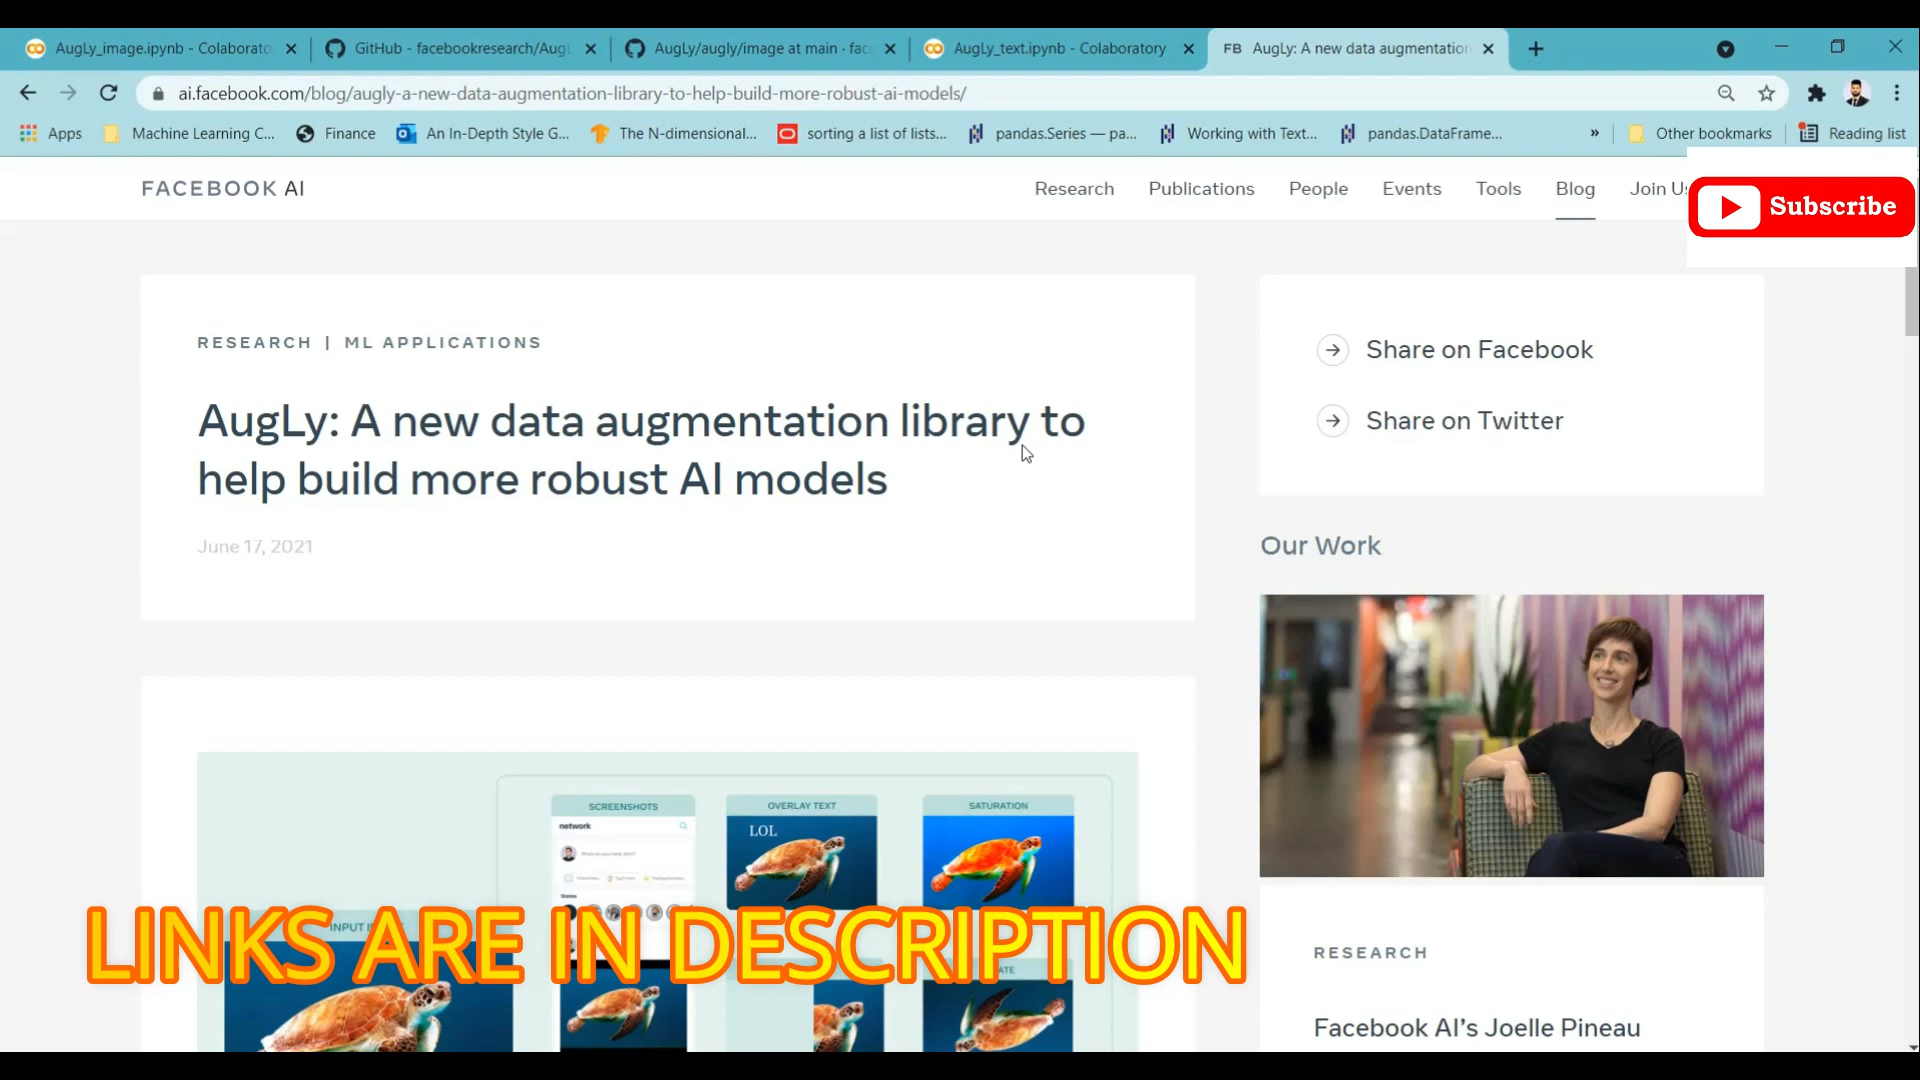 AugLy_image.ipynb - Colaborato
GitHub - facebookresearch/AugL
AugLy/augly/image at main · fac
AugLy_text.ipynb - Colaboratory
FB AugLy: A new data augmentation
ai.facebook.com/blog/augly-a-new-data-augmentation-library-to-help-build-more-robust-ai-models/
Apps
Machine Learning C...
Finance
An In-Depth Style G...
The N-dimensional...
sorting a list of lists...
pandas.Series — pa...
Working with Text...
pandas.DataFrame...
»
Other bookmarks
Reading list
FACEBOOK AI
Research
Publications
People
Events
Tools
Blog
Join Us
Subscribe
RESEARCH | ML APPLICATIONS
AugLy: A new data augmentation library to
help build more robust AI models
June 17, 2021
Share on Facebook
Share on Twitter
Our Work
SCREENSHOTS
OVERLAY TEXT
SATURATION
network
LOL
INPUT
LINKS ARE IN DESCRIPTION
RESEARCH
Facebook AI's Joelle Pineau